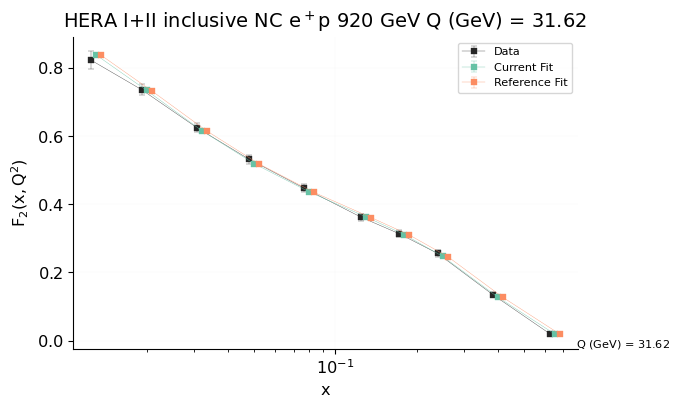 HERA I+II inclusive NC e⁺p 920 GeV Q (GeV) = 31.62
Data
Current Fit
Reference Fit
F₂(x, Q²)
0.8
0.6
0.4
0.2
0.0
Q (GeV) = 31.62
10⁻¹
x